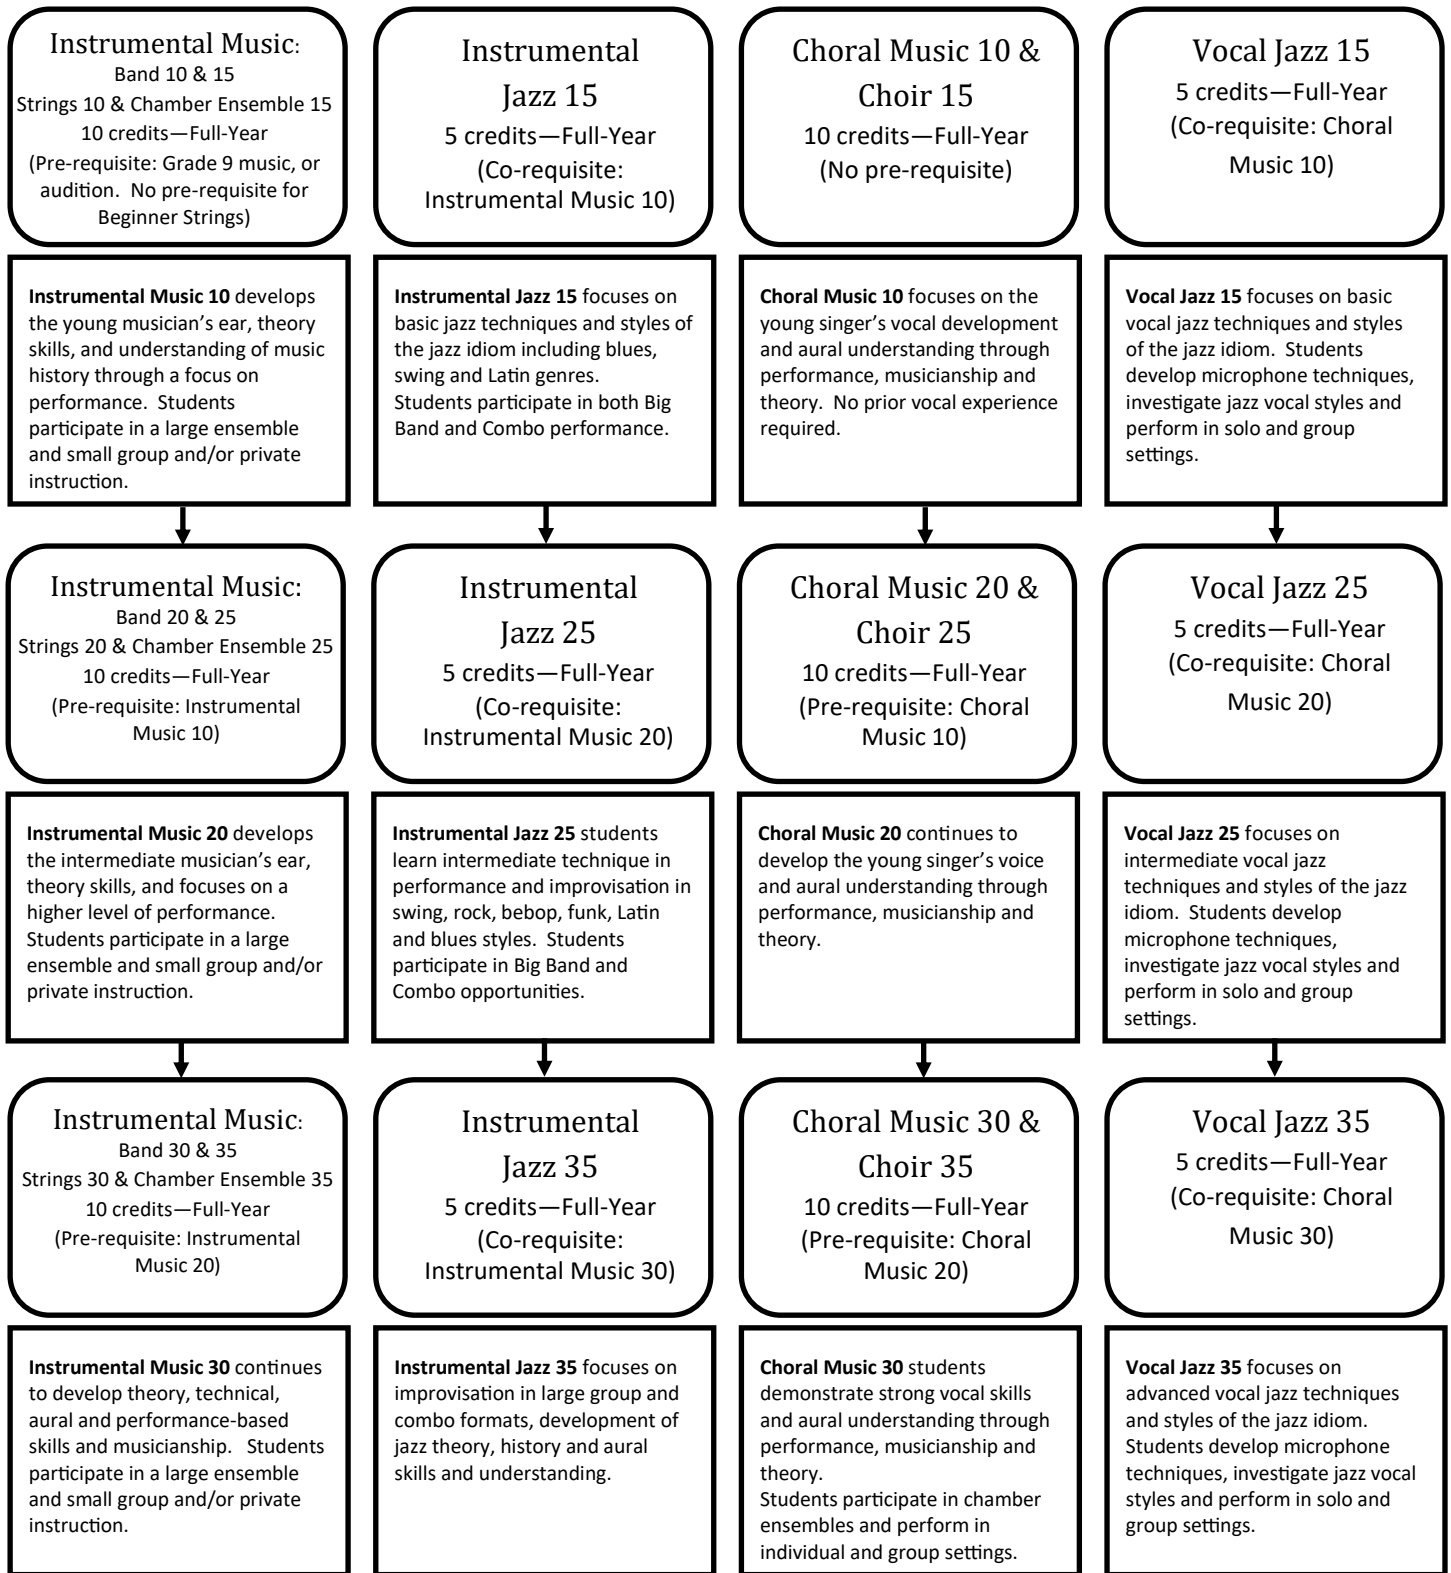 Instrumental Music:
Band 10 & 15
Strings 10 & Chamber Ensemble 15
10 credits—Full-Year
(Pre-requisite: Grade 9 music, or
audition.  No pre-requisite for
Beginner Strings)
Instrumental
Jazz 15
5 credits—Full-Year
(Co-requisite:
Instrumental Music 10)
Choral Music 10 &
Choir 15
10 credits—Full-Year
(No pre-requisite)
Vocal Jazz 15
5 credits—Full-Year
(Co-requisite: Choral
Music 10)
Instrumental Music 10 develops
the young musician's ear, theory
skills, and understanding of music
history through a focus on
performance.  Students
participate in a large ensemble
and small group and/or private
instruction.
Instrumental Jazz 15 focuses on
basic jazz techniques and styles of
the jazz idiom including blues,
swing and Latin genres.
Students participate in both Big
Band and Combo performance.
Choral Music 10 focuses on the
young singer's vocal development
and aural understanding through
performance, musicianship and
theory.  No prior vocal experience
required.
Vocal Jazz 15 focuses on basic
vocal jazz techniques and styles
of the jazz idiom.  Students
develop microphone techniques,
investigate jazz vocal styles and
perform in solo and group
settings.
Instrumental Music:
Band 20 & 25
Strings 20 & Chamber Ensemble 25
10 credits—Full-Year
(Pre-requisite: Instrumental
Music 10)
Instrumental
Jazz 25
5 credits—Full-Year
(Co-requisite:
Instrumental Music 20)
Choral Music 20 &
Choir 25
10 credits—Full-Year
(Pre-requisite: Choral
Music 10)
Vocal Jazz 25
5 credits—Full-Year
(Co-requisite: Choral
Music 20)
Instrumental Music 20 develops
the intermediate musician's ear,
theory skills, and focuses on a
higher level of performance.
Students participate in a large
ensemble and small group and/or
private instruction.
Instrumental Jazz 25 students
learn intermediate technique in
performance and improvisation in
swing, rock, bebop, funk, Latin
and blues styles.  Students
participate in Big Band and
Combo opportunities.
Choral Music 20 continues to
develop the young singer's voice
and aural understanding through
performance, musicianship and
theory.
Vocal Jazz 25 focuses on
intermediate vocal jazz
techniques and styles of the jazz
idiom.  Students develop
microphone techniques,
investigate jazz vocal styles and
perform in solo and group
settings.
Instrumental Music:
Band 30 & 35
Strings 30 & Chamber Ensemble 35
10 credits—Full-Year
(Pre-requisite: Instrumental
Music 20)
Instrumental
Jazz 35
5 credits—Full-Year
(Co-requisite:
Instrumental Music 30)
Choral Music 30 &
Choir 35
10 credits—Full-Year
(Pre-requisite: Choral
Music 20)
Vocal Jazz 35
5 credits—Full-Year
(Co-requisite: Choral
Music 30)
Instrumental Music 30 continues
to develop theory, technical,
aural and performance-based
skills and musicianship.   Students
participate in a large ensemble
and small group and/or private
instruction.
Instrumental Jazz 35 focuses on
improvisation in large group and
combo formats, development of
jazz theory, history and aural
skills and understanding.
Choral Music 30 students
demonstrate strong vocal skills
and aural understanding through
performance, musicianship and
theory.
Students participate in chamber
ensembles and perform in
individual and group settings.
Vocal Jazz 35 focuses on
advanced vocal jazz techniques
and styles of the jazz idiom.
Students develop microphone
techniques, investigate jazz vocal
styles and perform in solo and
group settings.